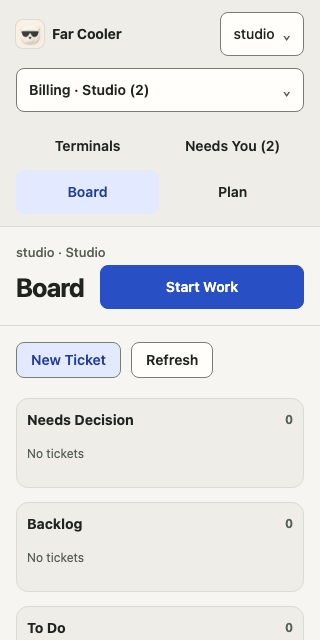 Far Cooler
studio
Billing · Studio (2)
Terminals
Needs You (2)
Board
Plan
studio · Studio
Board
Start Work
New Ticket
Refresh
Needs Decision
0
No tickets
Backlog
0
No tickets
To Do
0